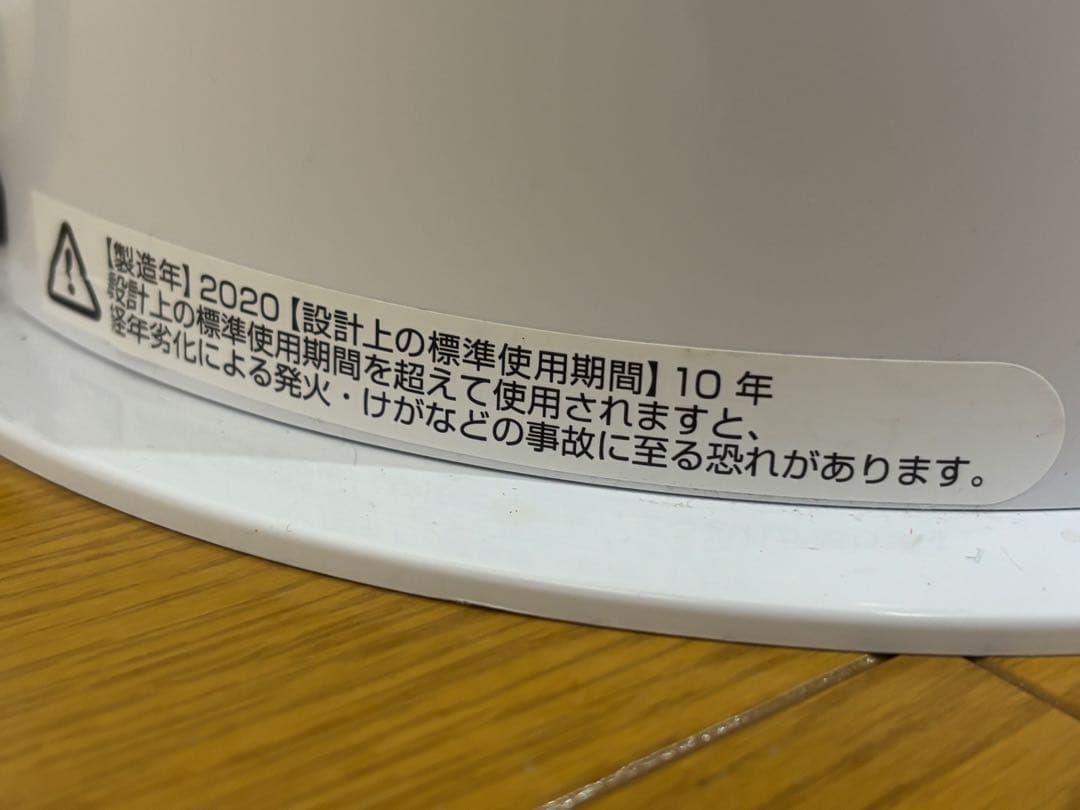 【製造年】2020【設計上の標準使用期間】10 年
設計上の標準使用期間を超えて使用されますと、
経年劣化による発火・けがなどの事故に至る恐れがあります。